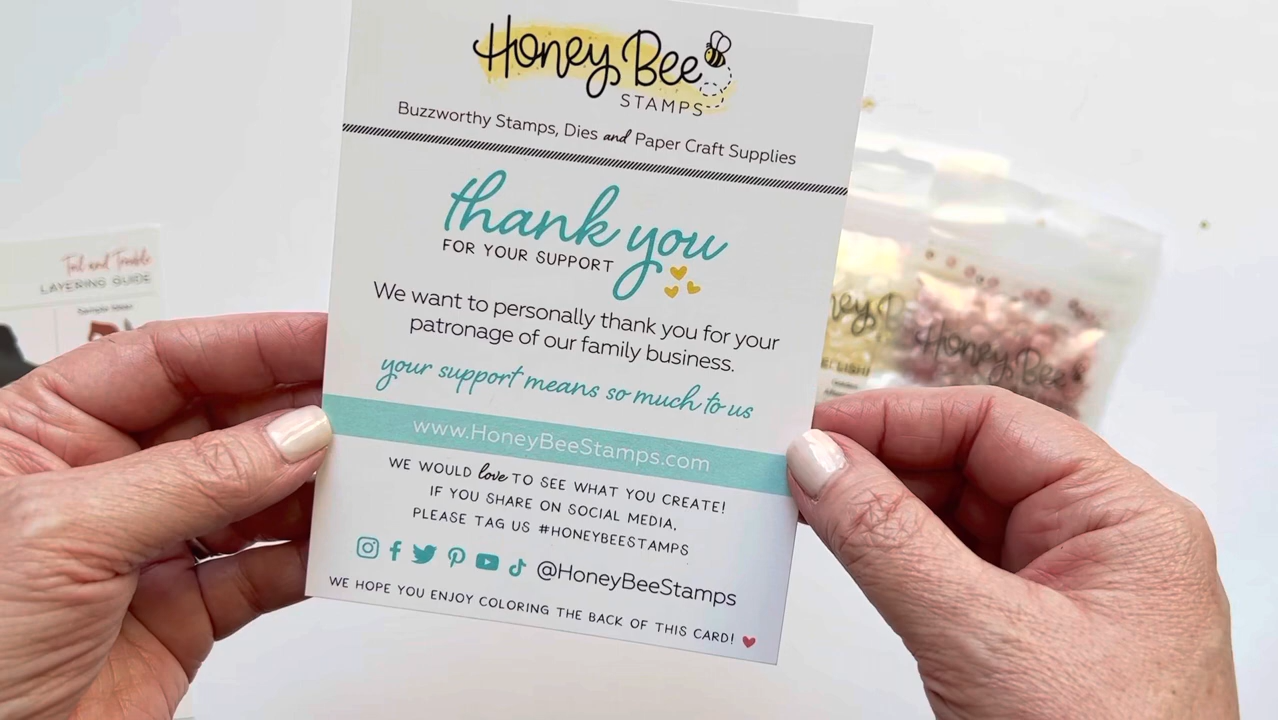 Honey Bee
STAMPS
Buzzworthy Stamps, Dies and Paper Craft Supplies
thank you
FOR YOUR SUPPORT
We want to personally thank you for your
patronage of our family business.
your support means so much to us
www.HoneyBeeStamps.com
WE WOULD love TO SEE WHAT YOU CREATE!
IF YOU SHARE ON SOCIAL MEDIA,
PLEASE TAG US #HONEYBEESTAMPS
@HoneyBeeStamps
WE HOPE YOU ENJOY COLORING THE BACK OF THIS CARD!
Toil and Trouble
LAYERING GUIDE
Honey Bee